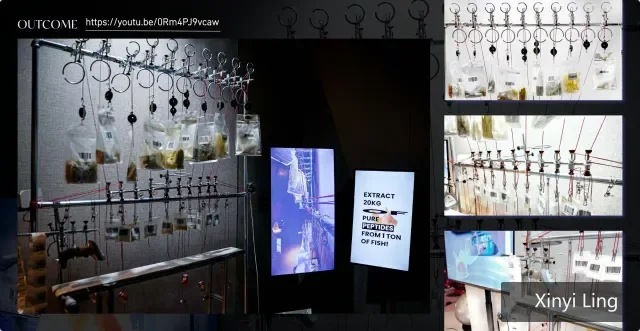 OUTCOME
https://youtu.be/0Rm4PJ9vcaw
EXTRACT
20KG
PURE
PEPTIDES
FROM 1 TON
OF FISH!
Xinyi Ling